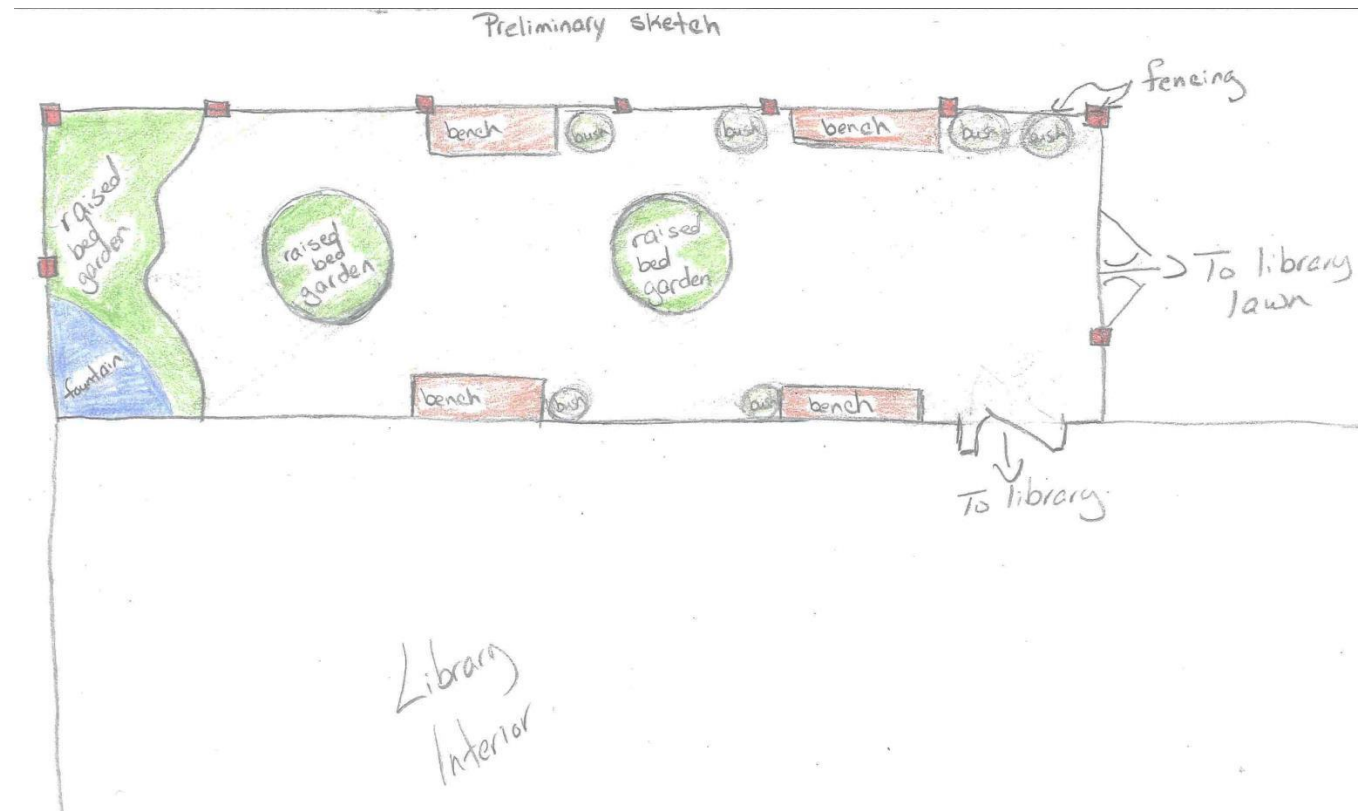 Preliminary sketch
fencing
bench
bush
bush
bench
bush
bush
raised
bed
garden
raised
bed
garden
raised
bed
garden
To library
lawn
fountain
bench
bush
bush
bench
To library
Library
Interior